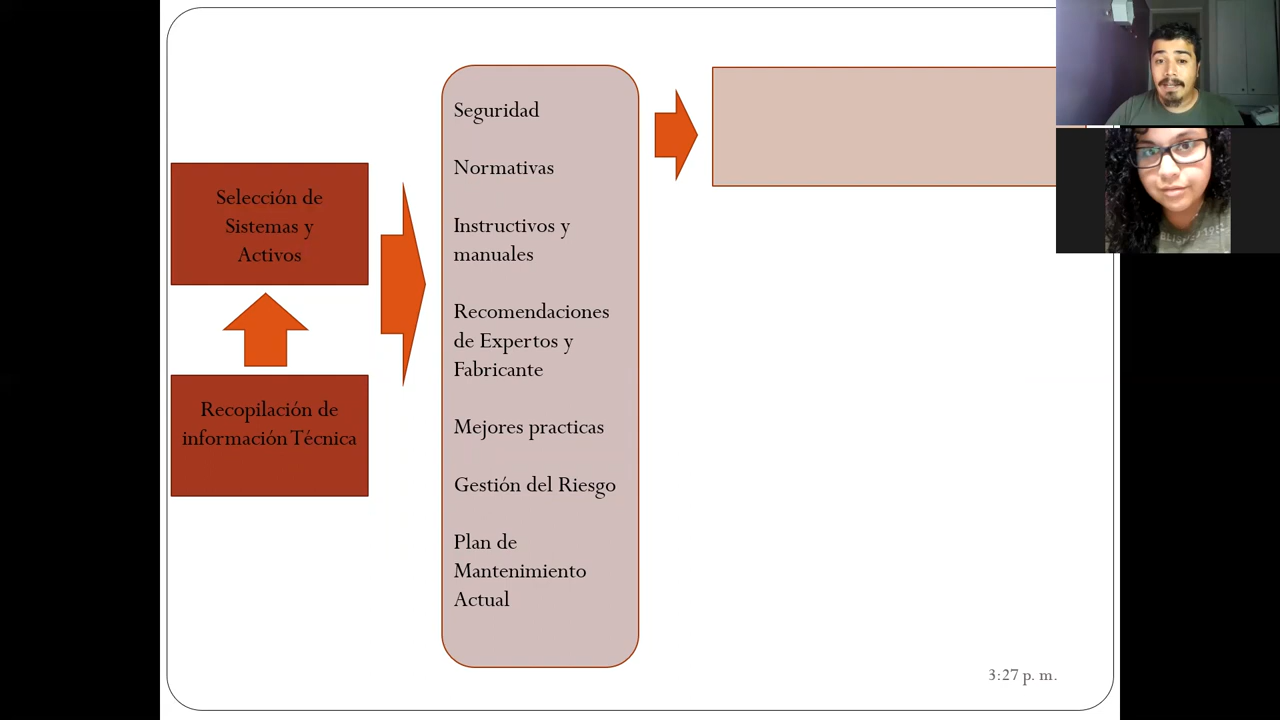 Selección de
Sistemas y
Activos
Recopilación de
información Técnica
Seguridad
Normativas
Instructivos y
manuales
Recomendaciones
de Expertos y
Fabricante
Mejores practicas
Gestión del Riesgo
Plan de
Mantenimiento
Actual
3:27 p. m.